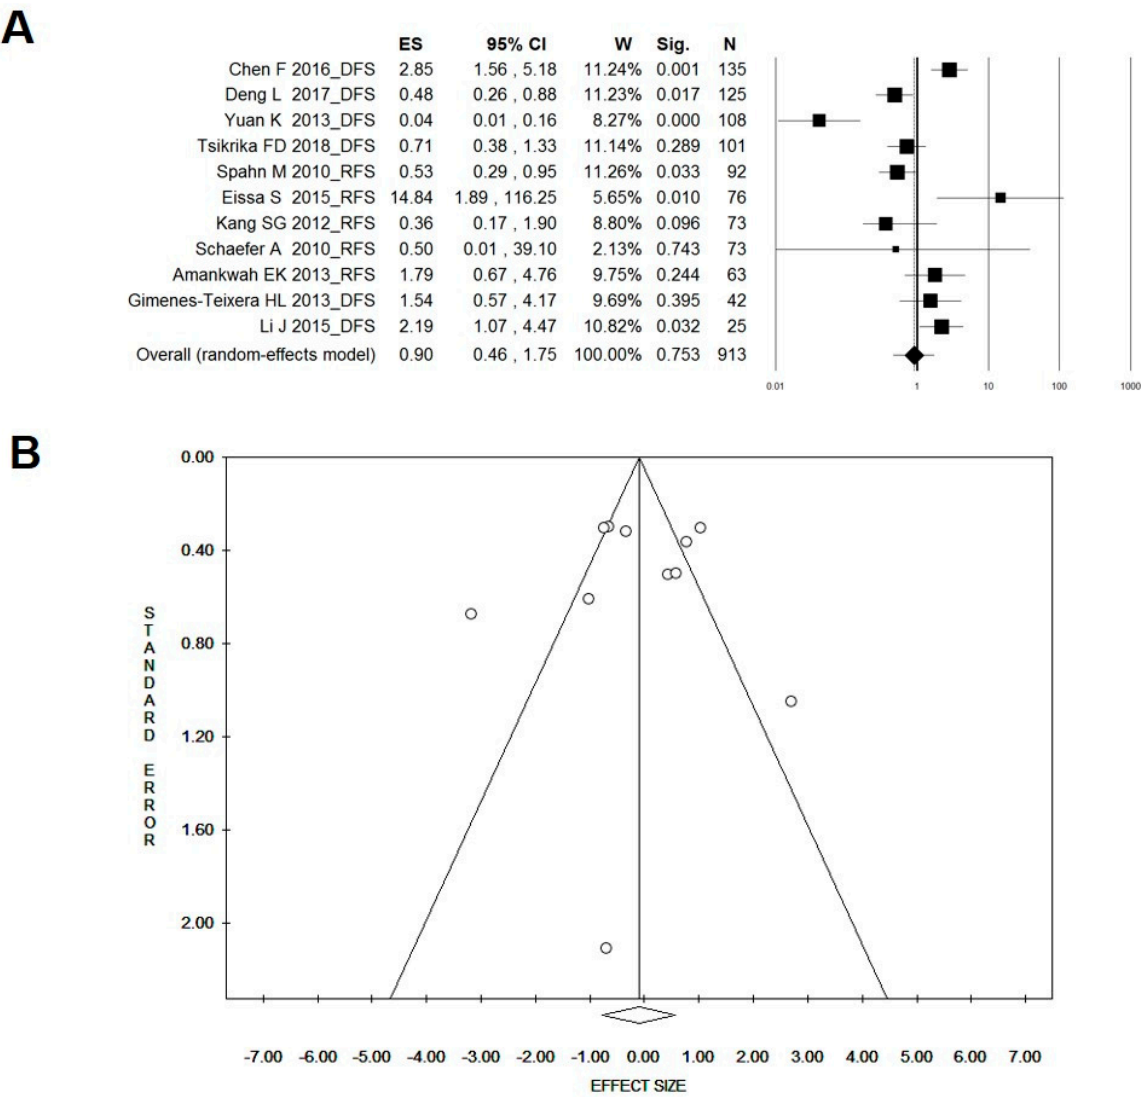 A
ES 95% CI W Sig. N
Chen F 2016_DFS 2.85 1.56 , 5.18 11.24% 0.001 135
Deng L 2017_DFS 0.48 0.26 , 0.88 11.23% 0.017 125
Yuan K 2013_DFS 0.04 0.01 , 0.16 8.27% 0.000 108
Tsikrika FD 2018_DFS 0.71 0.38 , 1.33 11.14% 0.289 101
Spahn M 2010_RFS 0.53 0.29 , 0.95 11.26% 0.033 92
Eissa S 2015_RFS 14.84 1.89 , 116.25 5.65% 0.010 76
Kang SG 2012_RFS 0.36 0.17 , 1.90 8.80% 0.096 73
Schaefer A 2010_RFS 0.50 0.01 , 39.10 2.13% 0.743 73
Amankwah EK 2013_RFS 1.79 0.67 , 4.76 9.75% 0.244 63
Gimenes-Teixera HL 2013_DFS 1.54 0.57 , 4.17 9.69% 0.395 42
Li J 2015_DFS 2.19 1.07 , 4.47 10.82% 0.032 25
Overall (random-effects model) 0.90 0.46 , 1.75 100.00% 0.753 913
0.01 1 10 100 1000
B
0.00
0.40
0.80
1.20
1.60
2.00
STANDARD ERROR
-7.00 -6.00 -5.00 -4.00 -3.00 -2.00 -1.00 0.00 1.00 2.00 3.00 4.00 5.00 6.00 7.00
EFFECT SIZE